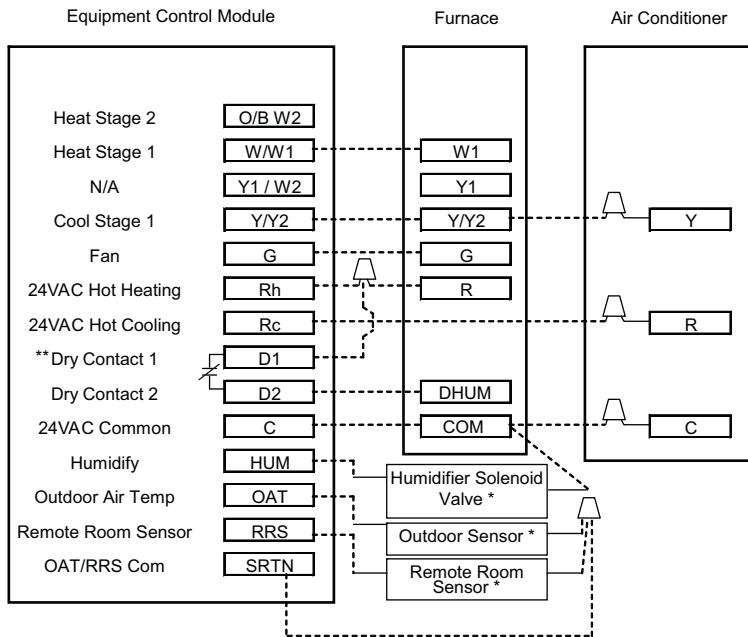 Equipment Control Module Furnace Air Conditioner
Heat Stage 2 O/B W2
Heat Stage 1 W/W1 W1
N/A Y1 / W2 Y1
Cool Stage 1 Y/Y2 Y/Y2 Y
Fan G G
24VAC Hot Heating Rh R
24VAC Hot Cooling Rc R
**Dry Contact 1 D1
Dry Contact 2 D2 DHUM
24VAC Common C COM C
Humidify HUM
Humidifier Solenoid
Valve *
Outdoor Air Temp OAT
Outdoor Sensor *
Remote Room Sensor RRS
Remote Room
Sensor *
OAT/RRS Com SRTN